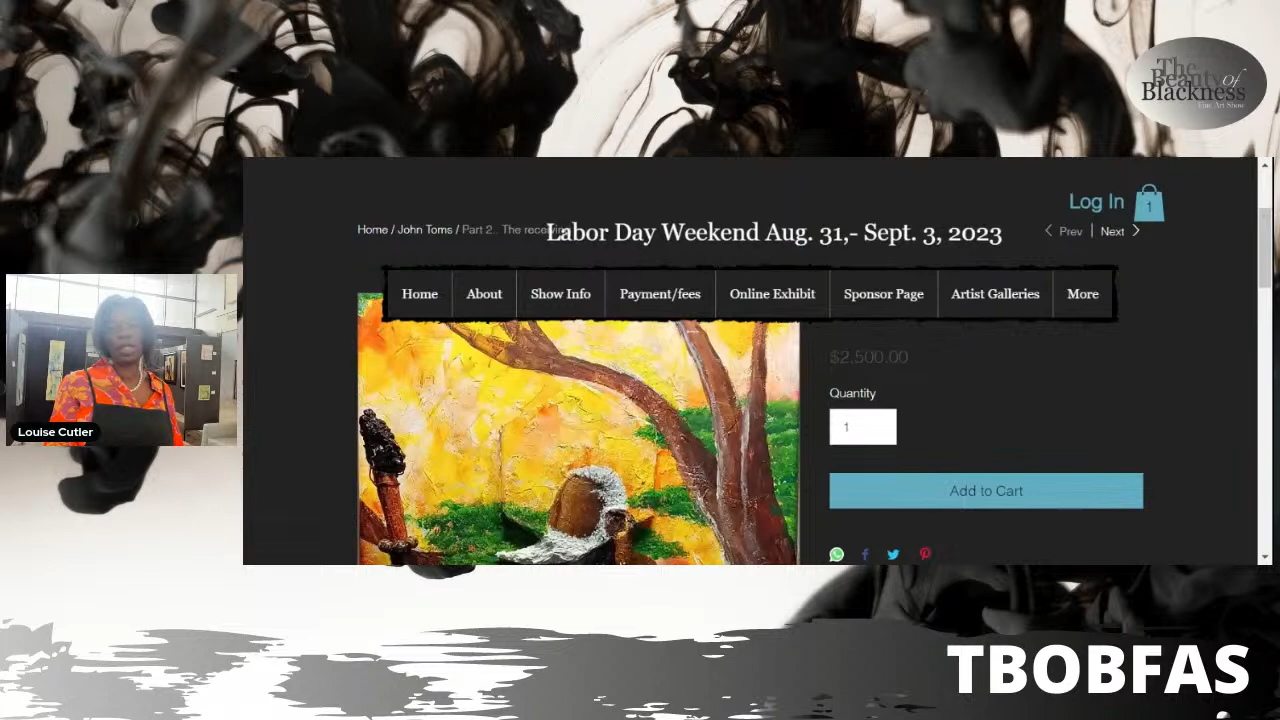 The
Beauty of
Blackness
Fine Art Show
Log In
1
Home / John Toms / Part 2.. The
Labor Day Weekend Aug. 31,- Sept. 3, 2023
Prev | Next
Home About Show Info Payment/fees Online Exhibit Sponsor Page Artist Galleries More
$2,500.00
Quantity
1
Add to Cart
Louise Cutler
TBOBFAS